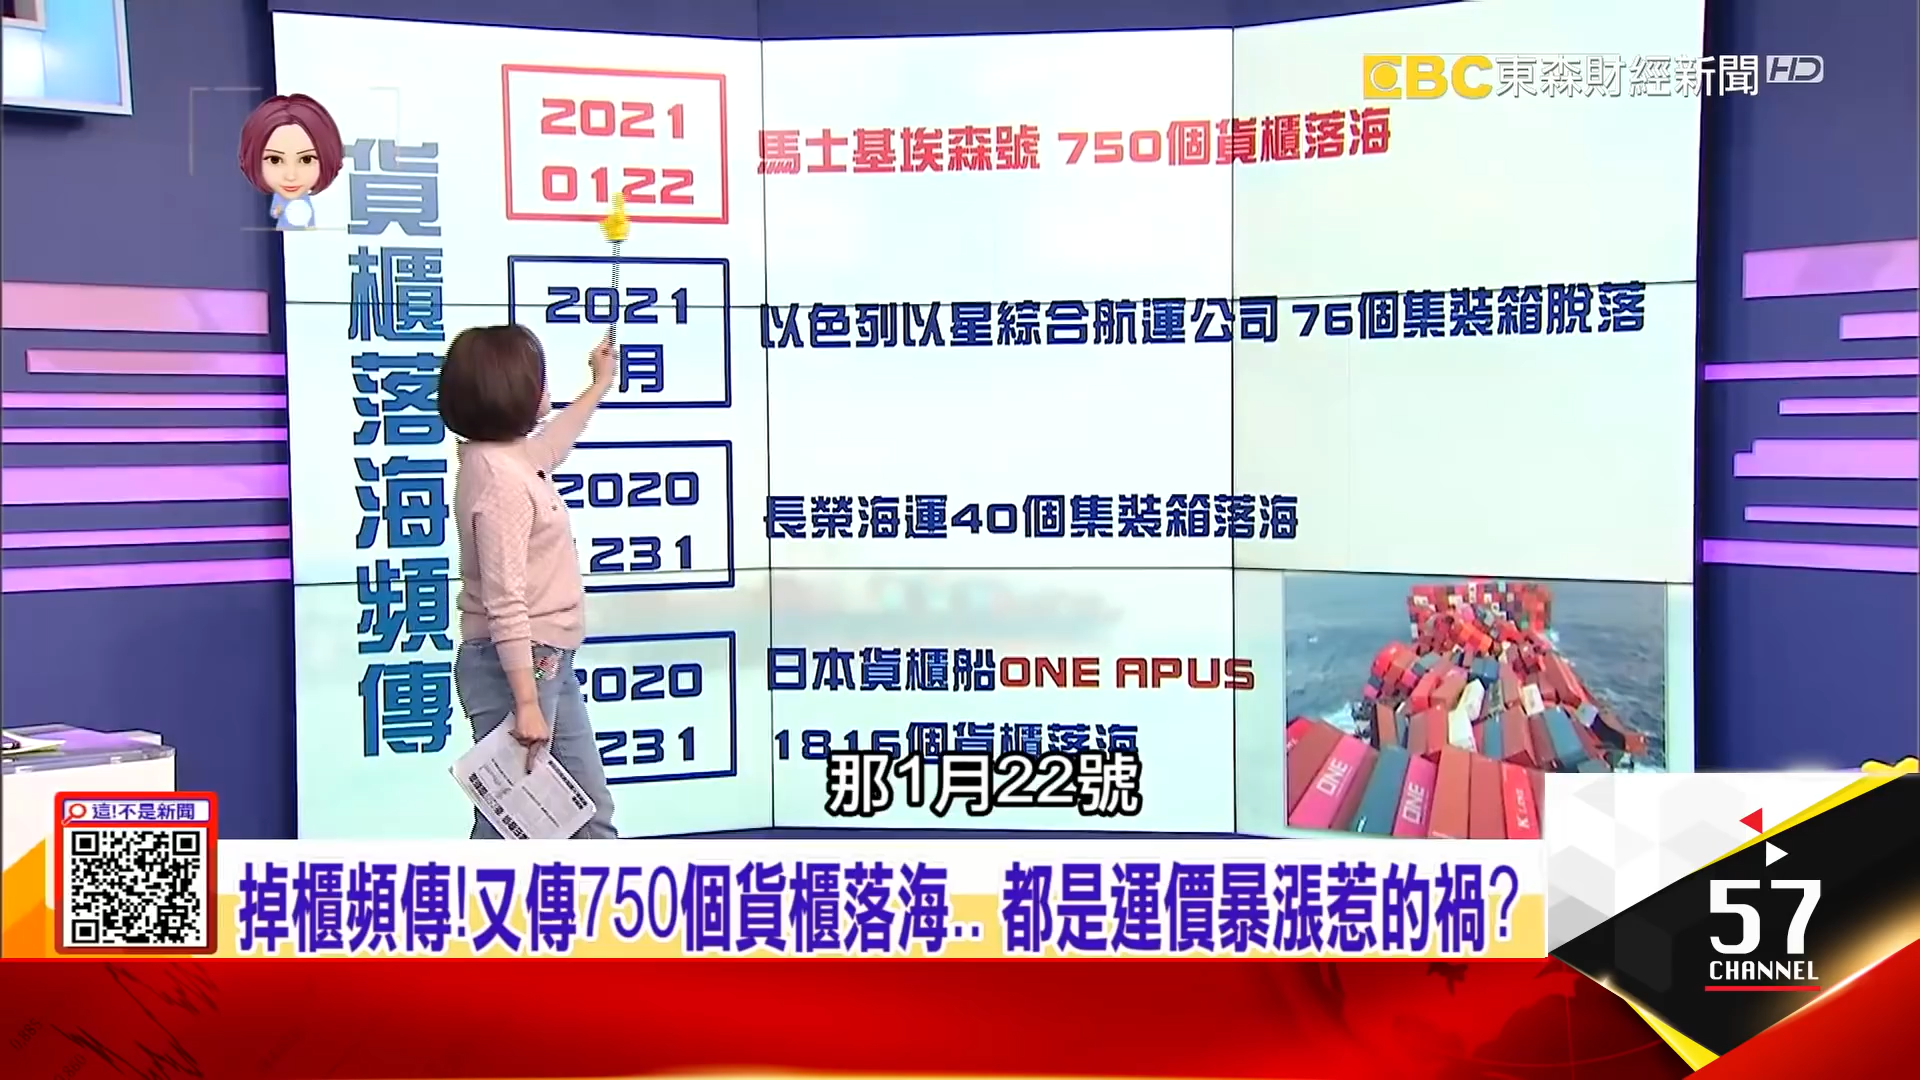 EBC東森財經新聞HD
貨櫃落海頻傳
2021
0122
馬士基埃森號 750個貨櫃落海
2021
月
以色列以星綜合航運公司 76個集裝箱脫落
2020
231
長榮海運40個集裝箱落海
2020
231
日本貨櫃船ONE APUS
1816個貨櫃落海
ONE
ONE
那1月22號
這!不是新聞
掉櫃頻傳!又傳750個貨櫃落海.. 都是運價暴漲惹的禍?
57
CHANNEL